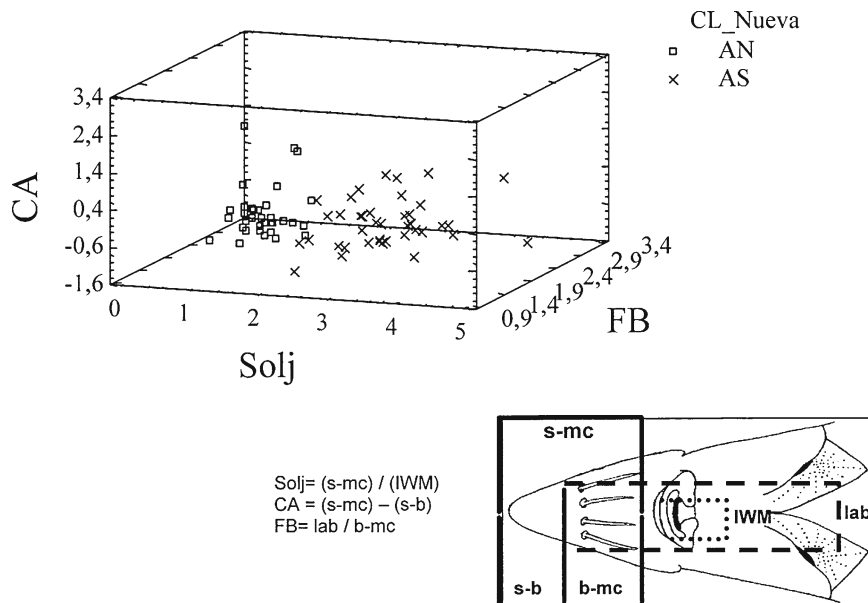 CL_Nueva
AN
AS
CA
3,4
2,4
1,4
0,4
-0,6
-1,6
0
1
2
3
4
5
Solj
0,9
1,4
1,9
2,4
2,9
3,4
FB
Solj= (s-mc) / (IWM)
CA = (s-mc) – (s-b)
FB= lab / b-mc
s-mc
IWM
lab
s-b
b-mc